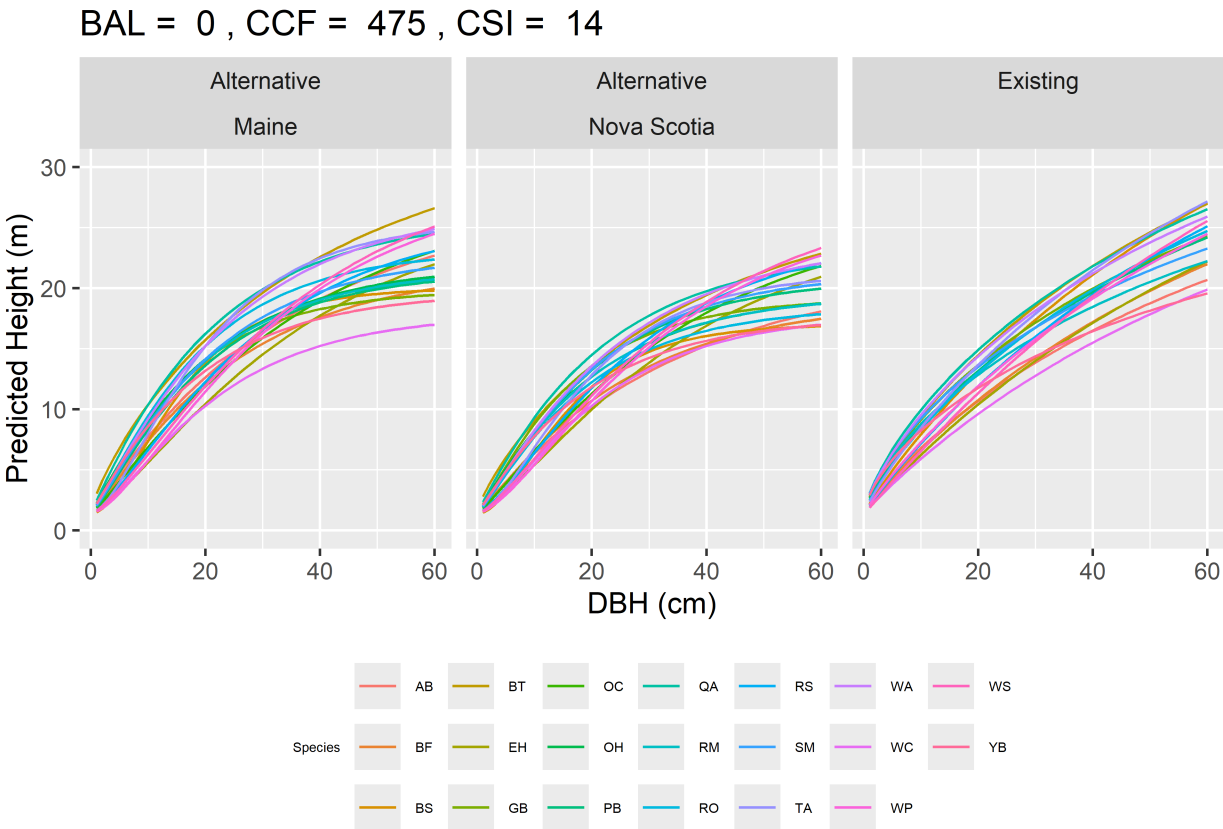 BAL = 0 , CCF = 475 , CSI = 14
Alternative Alternative Existing
Maine Nova Scotia
30
20
10
0
Predicted Height (m)
0 20 40 60 0 20 40 60 0 20 40 60
DBH (cm)
AB BT OC QA RS WA WS
Species BF EH OH RM SM WC YB
BS GB PB RO TA WP